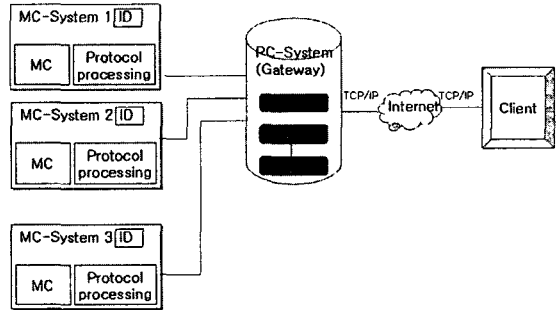 MC-System 1 ID
MC
Protocol
processing
MC-System 2 ID
MC
Protocol
processing
MC-System 3 ID
MC
Protocol
processing
PC-System
(Gateway)
TCP/IP
Internet
TCP/IP
Client